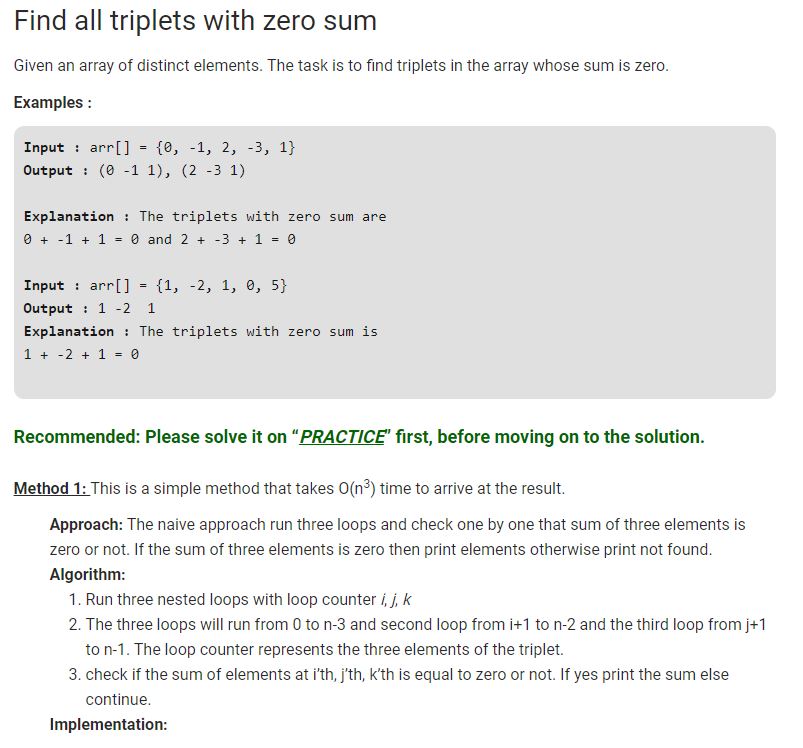 Find all triplets with zero sum
Given an array of distinct elements. The task is to find triplets in the array whose sum is zero.
Examples :
Input : arr[] = {0, -1, 2, -3, 1}
Output : (0 -1 1), (2 -3 1)
Explanation : The triplets with zero sum are
0 + -1 + 1 = 0 and 2 + -3 + 1 = 0
Input : arr[] = {1, -2, 1, 0, 5}
Output : 1 -2  1
Explanation : The triplets with zero sum is
1 + -2 + 1 = 0
Recommended: Please solve it on “PRACTICE” first, before moving on to the solution.
Method 1: This is a simple method that takes O(n³) time to arrive at the result.
Approach: The naive approach run three loops and check one by one that sum of three elements is
zero or not. If the sum of three elements is zero then print elements otherwise print not found.
Algorithm:
1. Run three nested loops with loop counter i, j, k
2. The three loops will run from 0 to n-3 and second loop from i+1 to n-2 and the third loop from j+1
to n-1. The loop counter represents the three elements of the triplet.
3. check if the sum of elements at i'th, j'th, k'th is equal to zero or not. If yes print the sum else
continue.
Implementation: